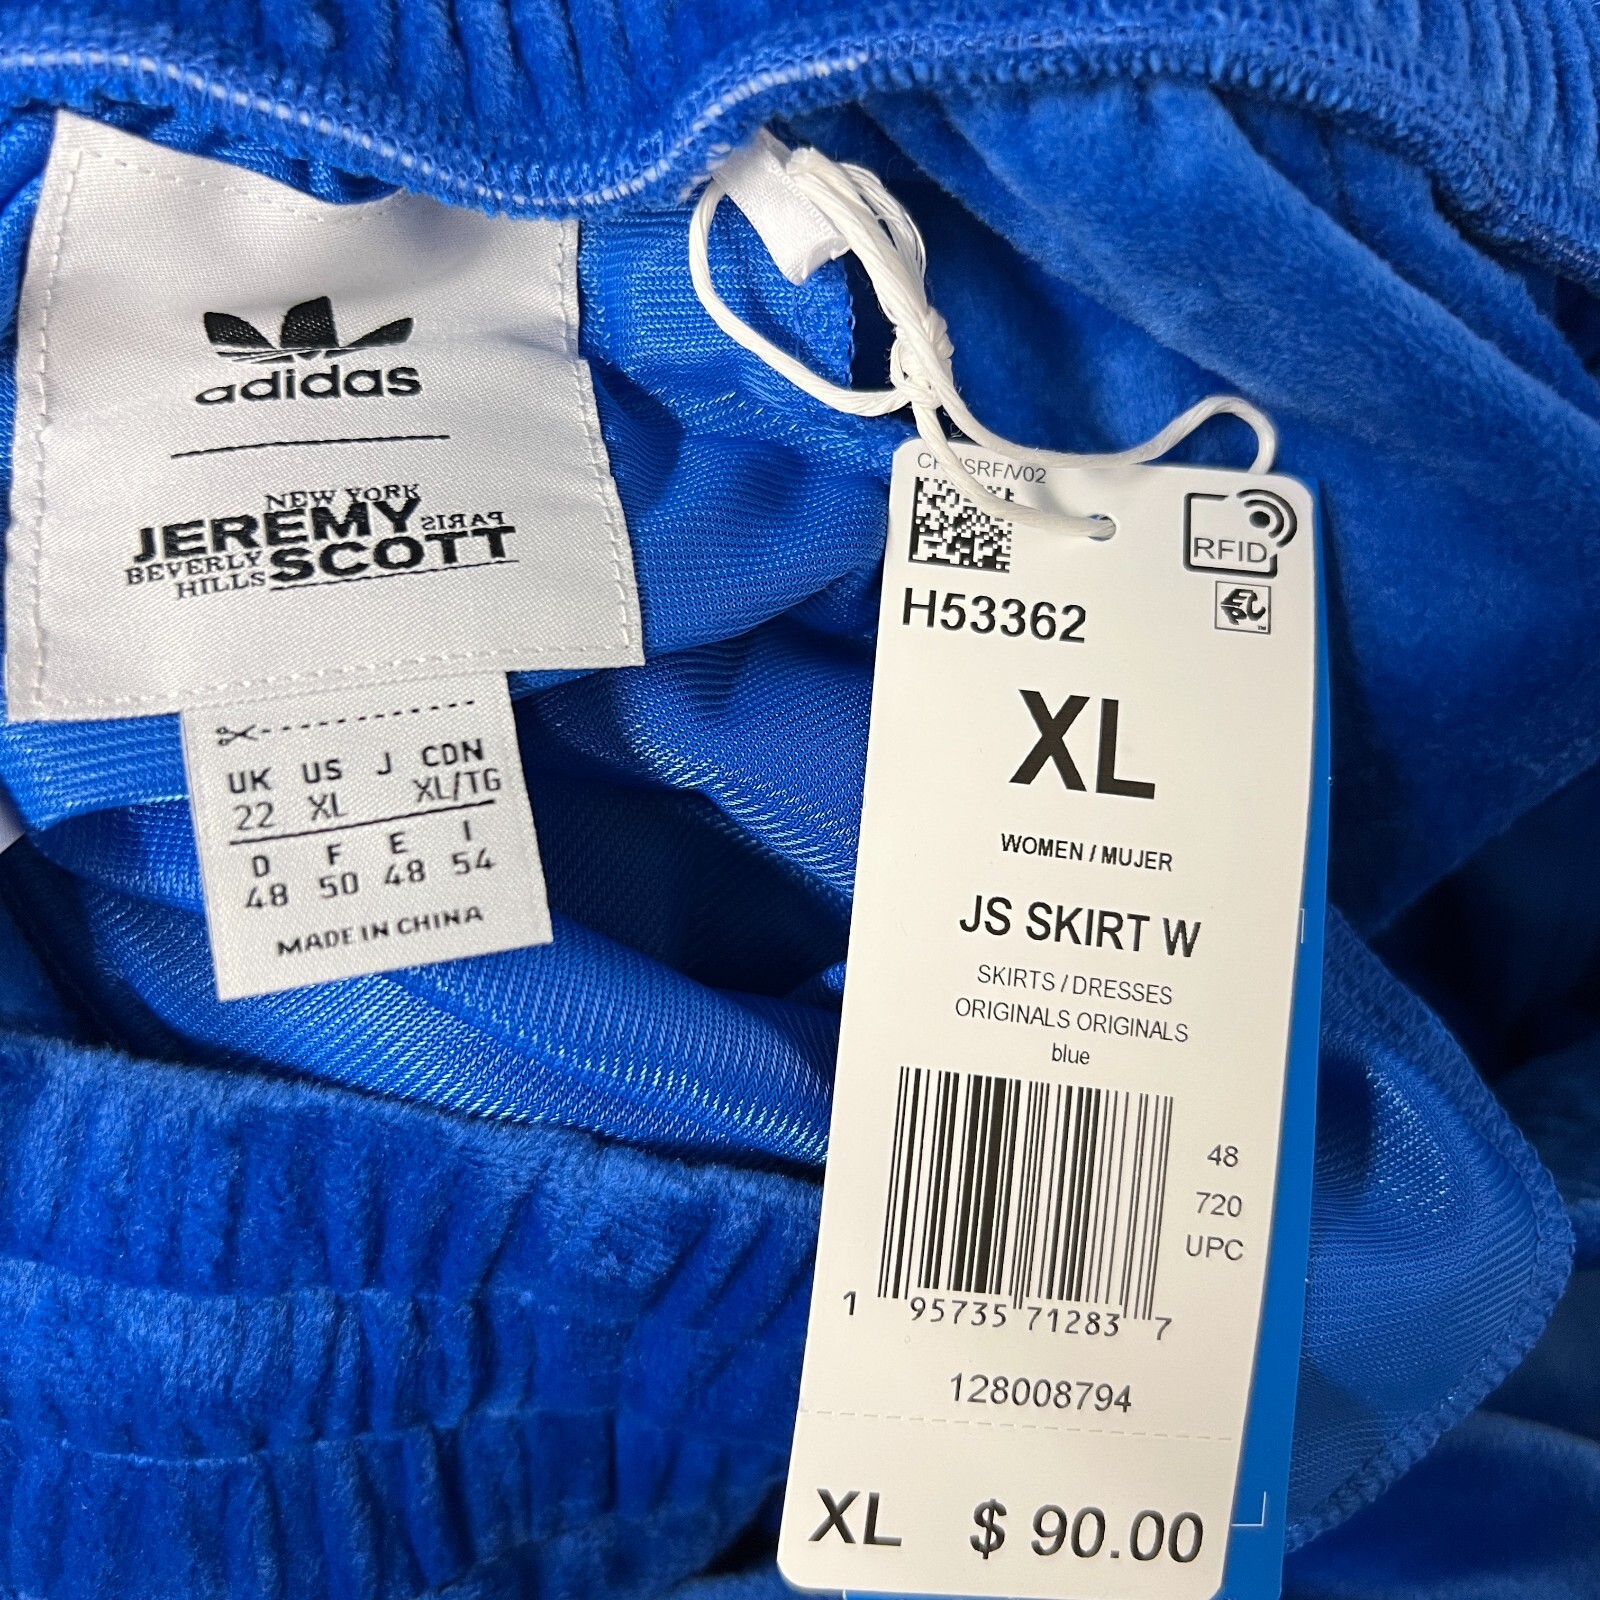 adidas
NEW YORK
JEREMY PARIS
BEVERLY SCOTT
HILLS
UK US J CDN
22 XL XL/TG
D F E I
48 50 48 54
MADE IN CHINA
RFID
H53362
XL
WOMEN / MUJER
JS SKIRT W
SKIRTS / DRESSES
ORIGINALS ORIGINALS
blue
48
720
UPC
1 95735 71283 7
128008794
XL $ 90.00